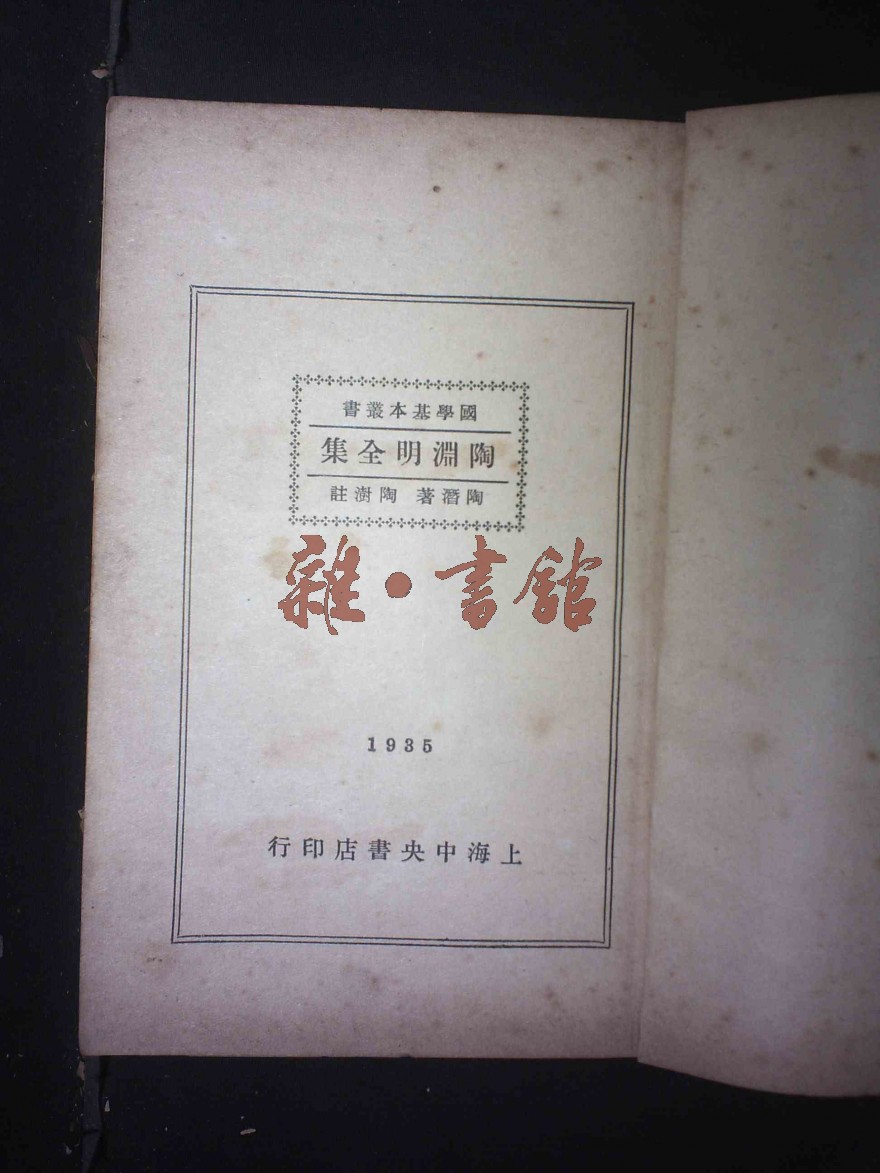 國學基本叢書
陶淵明全集
陶潛著 陶澍註
雜·書館
1935
上海中央書店印行